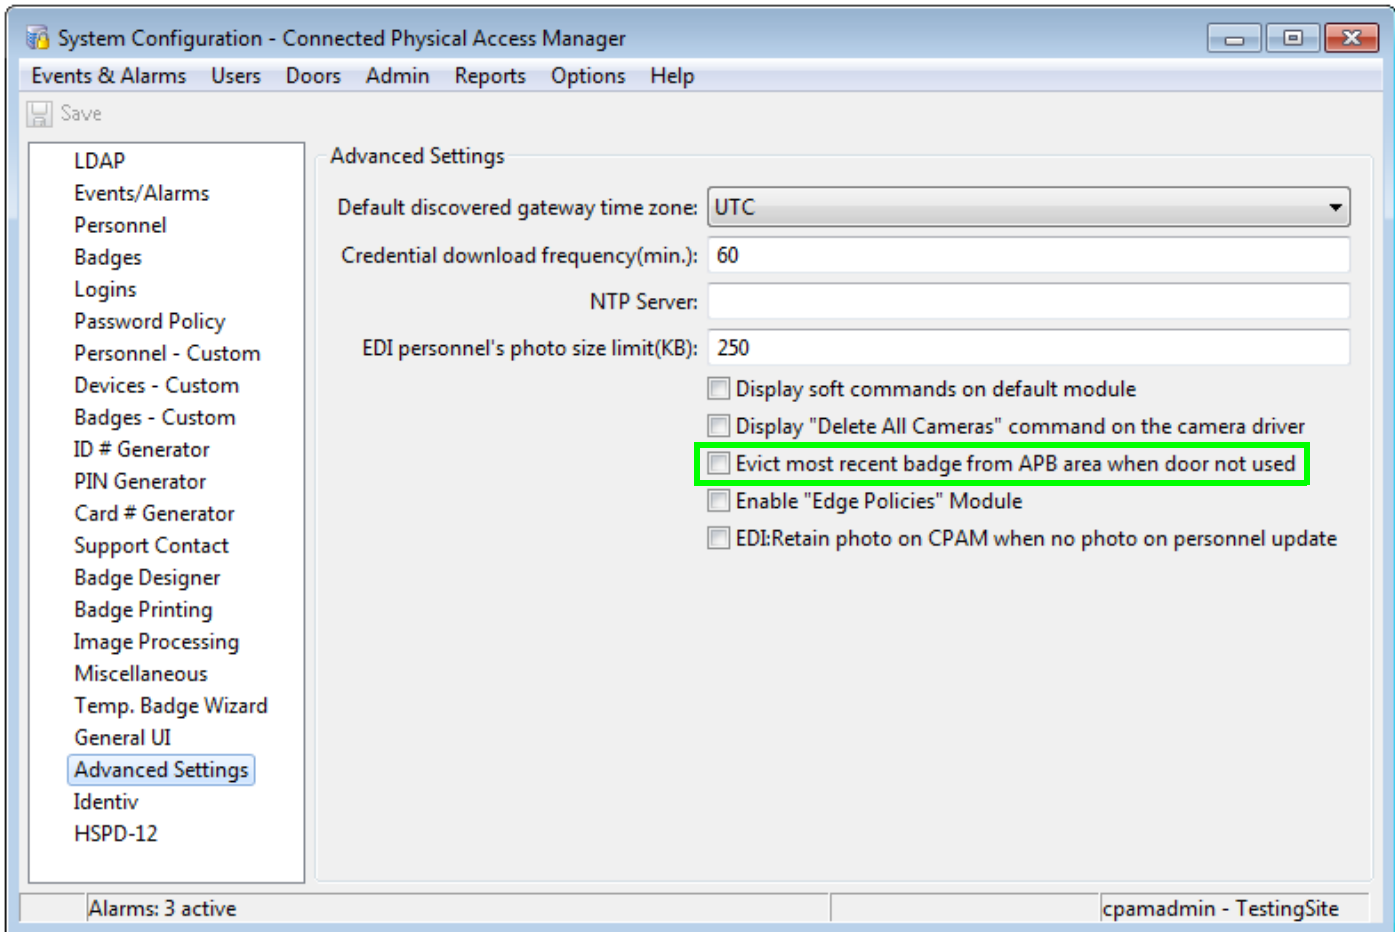 System Configuration - Connected Physical Access Manager
Events & Alarms Users Doors Admin Reports Options Help
Save
LDAP
Events/Alarms
Personnel
Badges
Logins
Password Policy
Personnel - Custom
Devices - Custom
Badges - Custom
ID # Generator
PIN Generator
Card # Generator
Support Contact
Badge Designer
Badge Printing
Image Processing
Miscellaneous
Temp. Badge Wizard
General UI
Advanced Settings
Identiv
HSPD-12
Advanced Settings
Default discovered gateway time zone: UTC
Credential download frequency(min.): 60
NTP Server:
EDI personnel's photo size limit(KB): 250
Display soft commands on default module
Display "Delete All Cameras" command on the camera driver
Evict most recent badge from APB area when door not used
Enable "Edge Policies" Module
EDI:Retain photo on CPAM when no photo on personnel update
Alarms: 3 active
cpamadmin - TestingSite